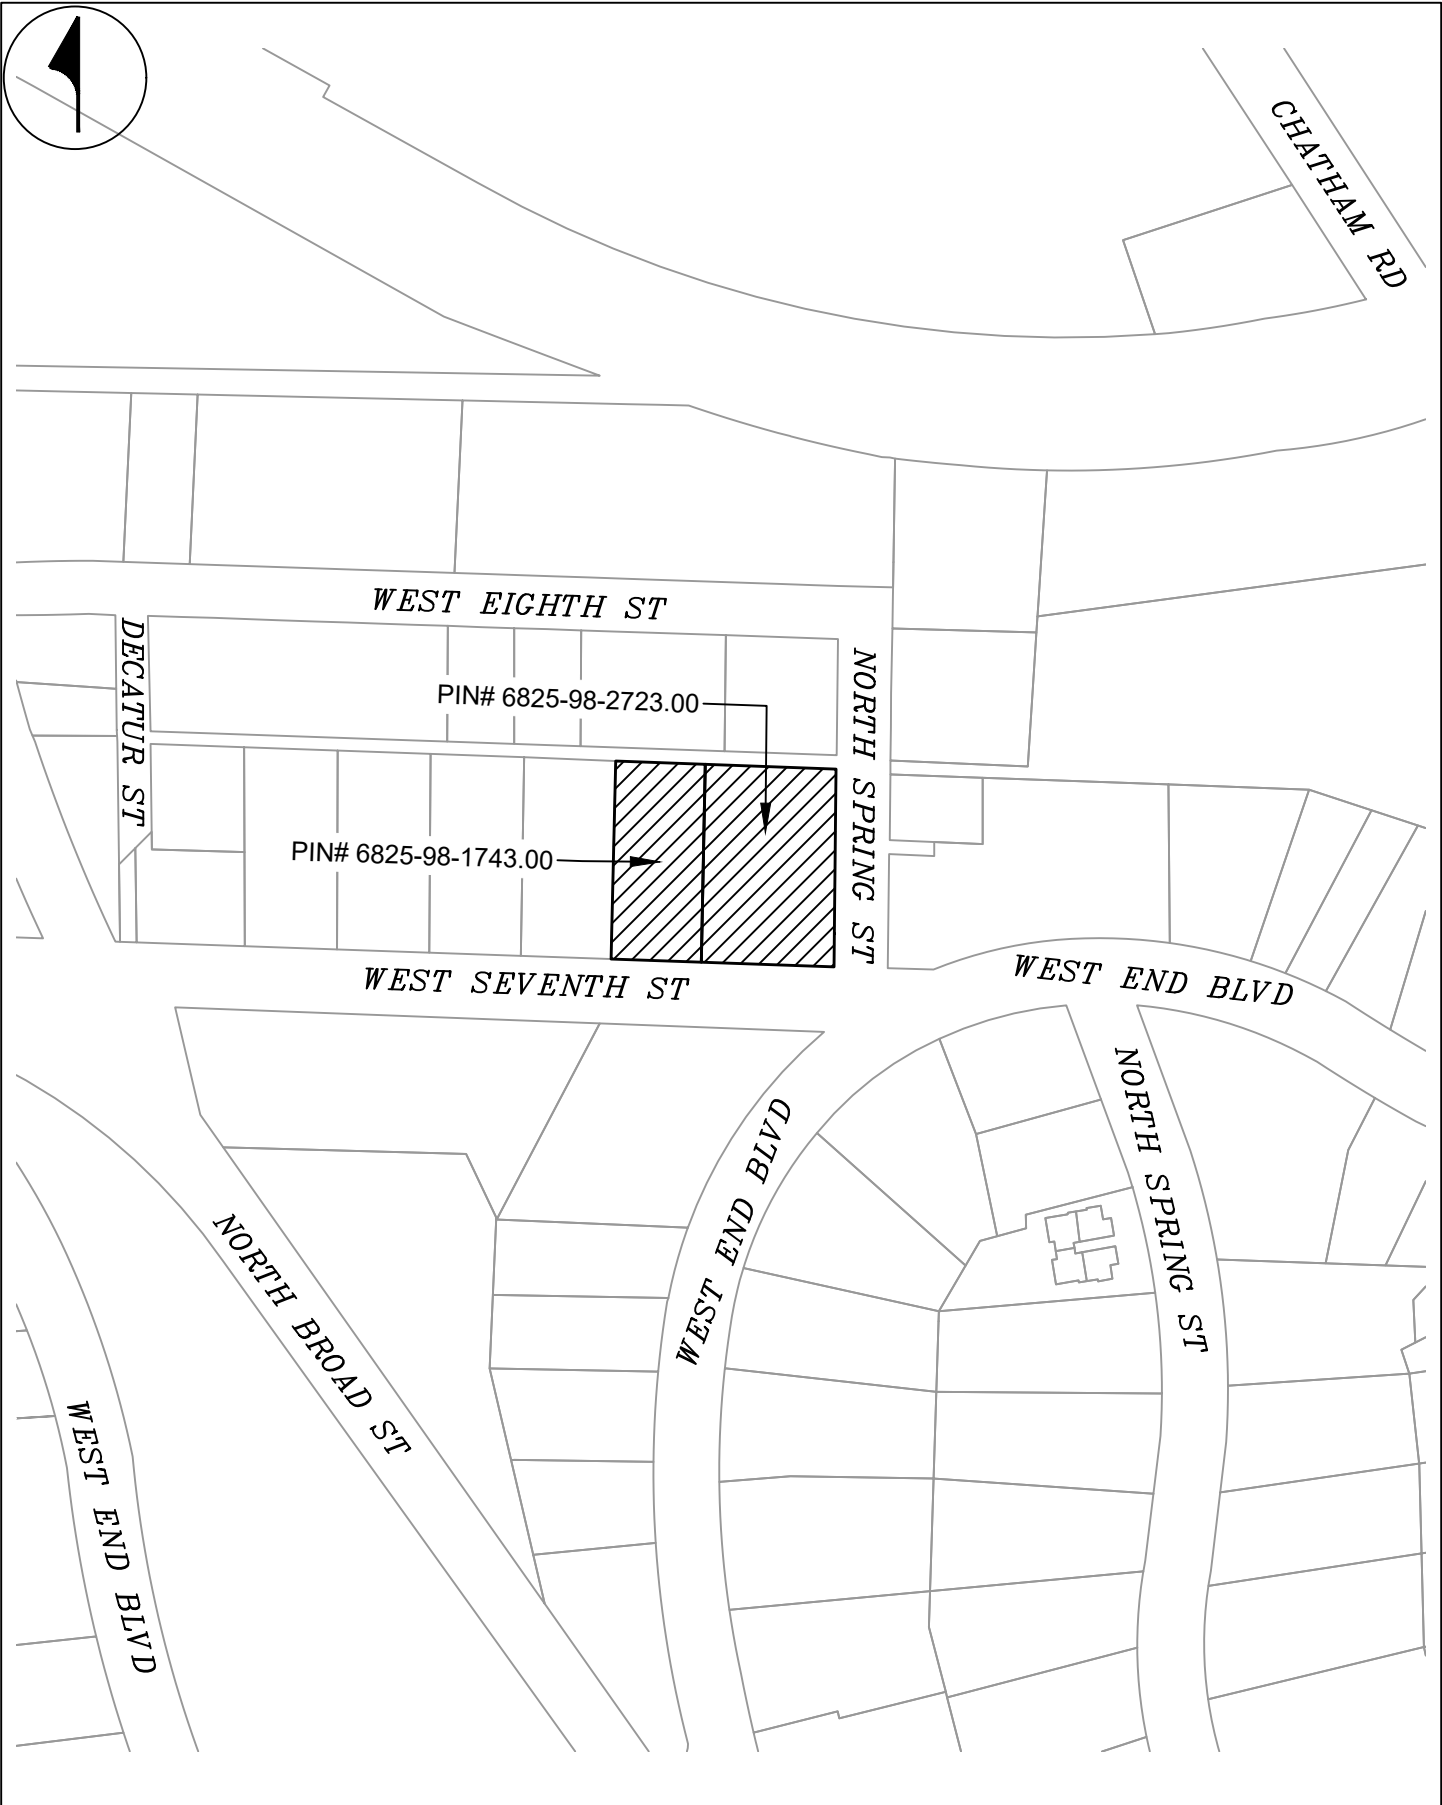 CHATHAM RD
WEST EIGHTH ST
DECATUR ST
NORTH SPRING ST
PIN# 6825-98-2723.00
PIN# 6825-98-1743.00
WEST SEVENTH ST
WEST END BLVD
NORTH SPRING ST
WEST END BLVD
NORTH BROAD ST
WEST END BLVD